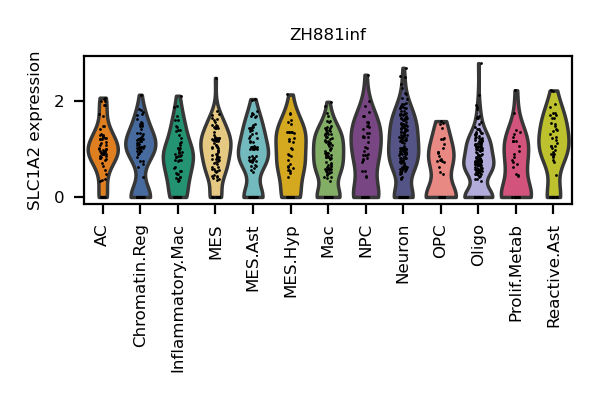 ZH881inf
SLC1A2 expression
2
0
AC
Chromatin.Reg
Inflammatory.Mac
MES
MES.Ast
MES.Hyp
Mac
NPC
Neuron
OPC
Oligo
Prolif.Metab
Reactive.Ast